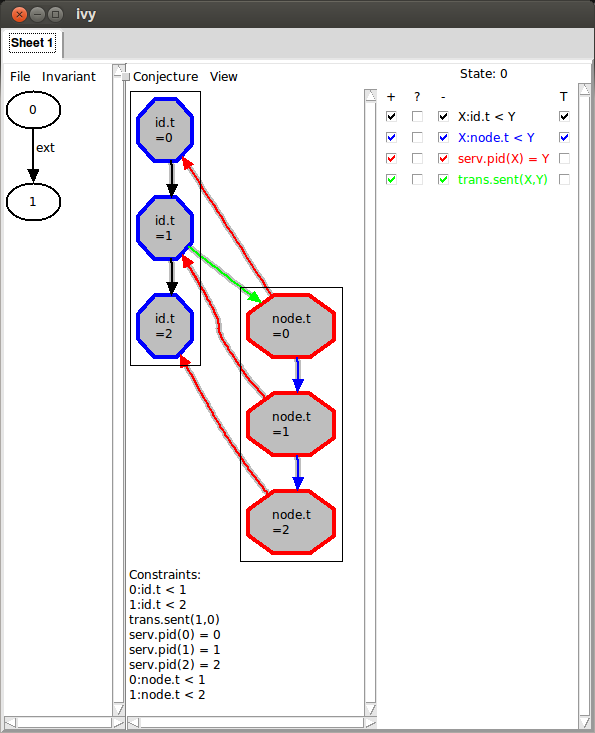 ivy
Sheet 1
File Invariant
0
ext
1
Conjecture View
id.t
=0
id.t
=1
id.t
=2
node.t
=0
node.t
=1
node.t
=2
Constraints:
0:id.t < 1
1:id.t < 2
trans.sent(1,0)
serv.pid(0) = 0
serv.pid(1) = 1
serv.pid(2) = 2
0:node.t < 1
1:node.t < 2
State: 0
+ ? - T
X:id.t < Y
X:node.t < Y
serv.pid(X) = Y
trans.sent(X,Y)